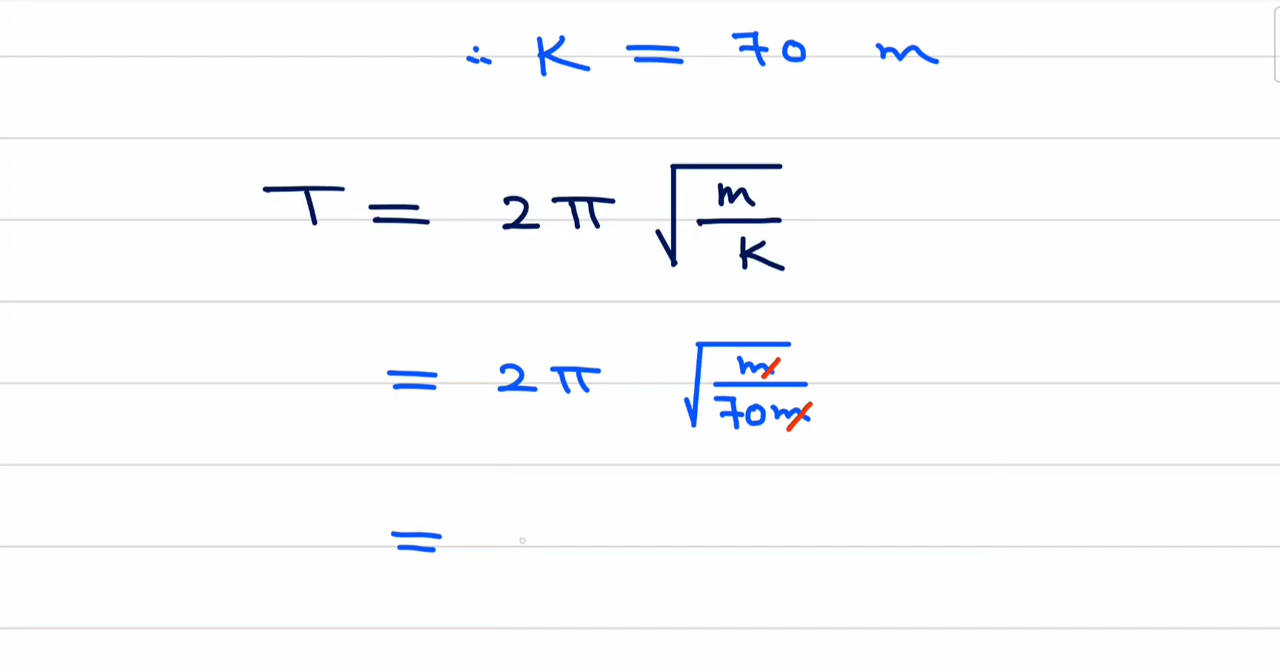 ∴ K = 70 m
T = 2π √(m/K)
= 2π √(m/70m)
=